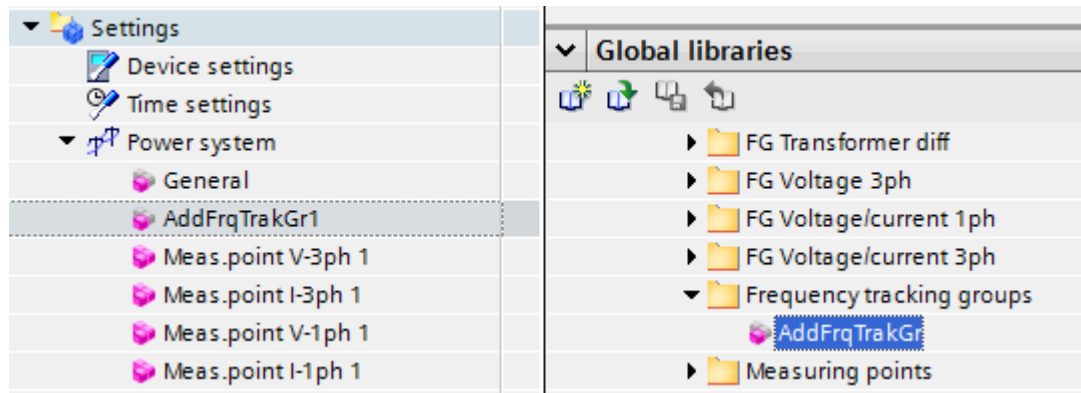 Settings
Device settings
Time settings
Power system
General
AddFrqTrakGr1
Meas.point V-3ph 1
Meas.point I-3ph 1
Meas.point V-1ph 1
Meas.point I-1ph 1
Global libraries
FG Transformer diff
FG Voltage 3ph
FG Voltage/current 1ph
FG Voltage/current 3ph
Frequency tracking groups
AddFrqTrakGr
Measuring points